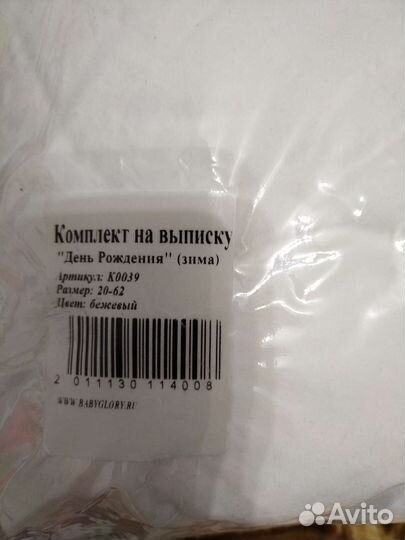 Комплект на выписку
"День Рождения" (зима)
Артикул: К0039
Размер: 20-62
Цвет: бежевый
2 011130 114008
WWW.BABYGLORY.RU
Avito